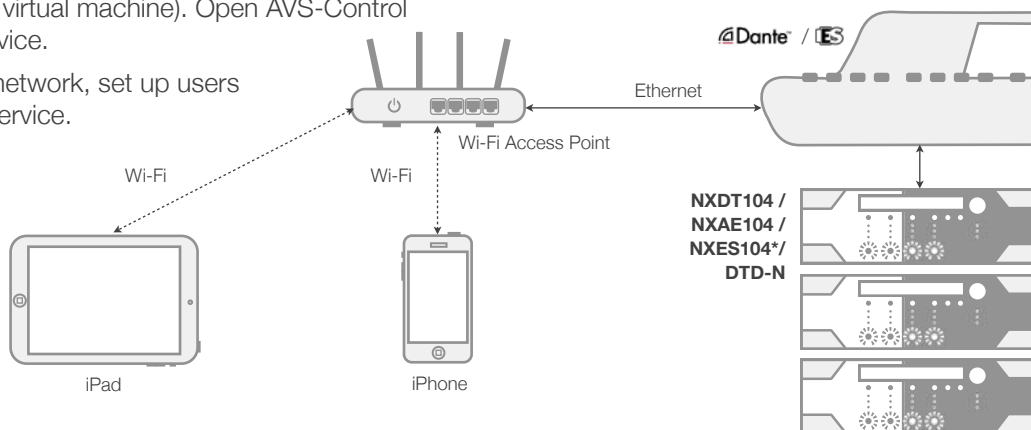 virtual machine). Open AVS-Control
vice.
network, set up users
ervice.
Dante™ / ES
Ethernet
Wi-Fi Access Point
Wi-Fi
Wi-Fi
NXDT104 /
NXAE104 /
NXES104*/
DTD-N
iPad
iPhone